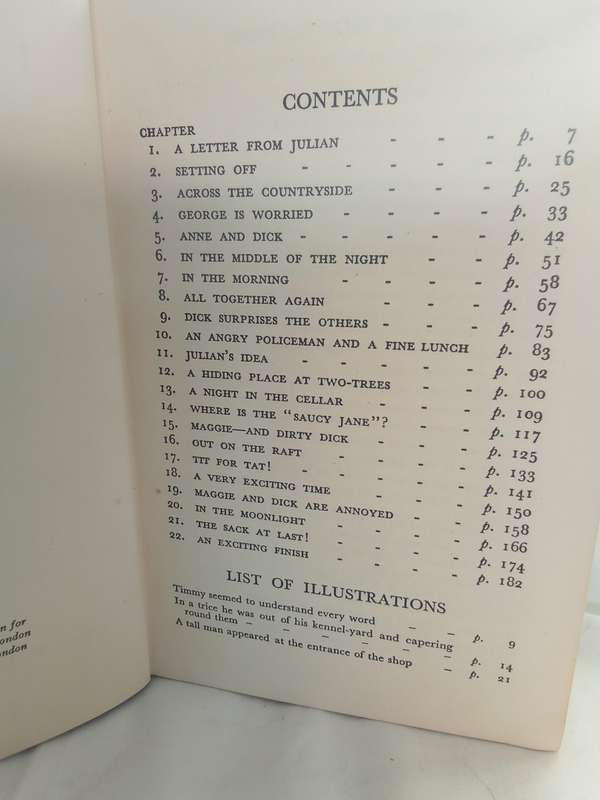 CONTENTS
CHAPTER
1. A LETTER FROM JULIAN - - - p. 7
2. SETTING OFF - - - - - p. 16
3. ACROSS THE COUNTRYSIDE - - - p. 25
4. GEORGE IS WORRIED - - - - p. 33
5. ANNE AND DICK - - - - - p. 42
6. IN THE MIDDLE OF THE NIGHT - - p. 51
7. IN THE MORNING - - - - p. 58
8. ALL TOGETHER AGAIN - - - p. 67
9. DICK SURPRISES THE OTHERS - - - p. 75
10. AN ANGRY POLICEMAN AND A FINE LUNCH p. 83
11. JULIAN'S IDEA - - - - - p. 92
12. A HIDING PLACE AT TWO-TREES - - p. 100
13. A NIGHT IN THE CELLAR - - - p. 109
14. WHERE IS THE "SAUCY JANE"? - - p. 117
15. MAGGIE—AND DIRTY DICK - - - p. 125
16. OUT ON THE RAFT - - - - p. 133
17. TIT FOR TAT! - - - - - p. 141
18. A VERY EXCITING TIME - - - p. 150
19. MAGGIE AND DICK ARE ANNOYED - - p. 158
20. IN THE MOONLIGHT - - - - p. 166
21. THE SACK AT LAST! - - - - p. 174
22. AN EXCITING FINISH - - - - p. 182
LIST OF ILLUSTRATIONS
Timmy seemed to understand every word - - p. 9
In a trice he was out of his kennel-yard and capering
round them - - - - - - p. 14
A tall man appeared at the entrance of the shop - p. 21
n for
London
ondon